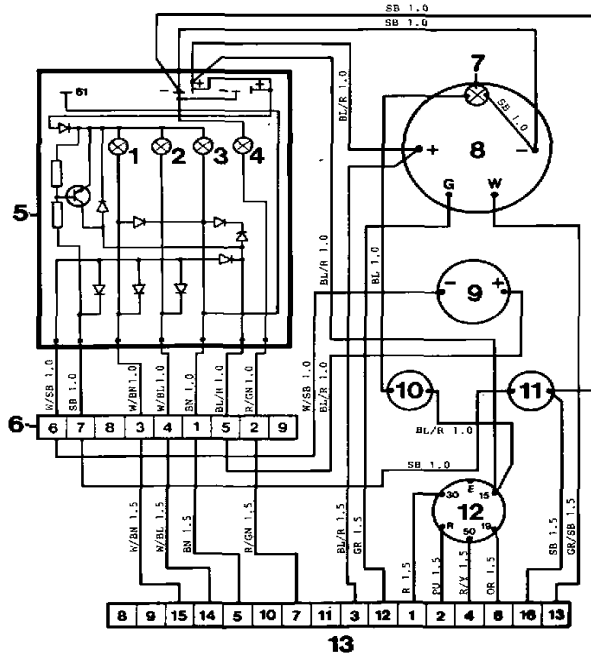 SB 1.0
− + − +
61
BL/R 1.0
7
SB 1.0
1 2 3 4
+ 8 −
G W
5
BL/R 1.0
BL 1.0
− 9 +
W/SB 1.0
SB 1.0
W/BN 1.0
W/BL 1.0
BN 1.0
BL/R 1.0
R/GN 1.0
W/SB 1.0
BL/R 1.0
10
11
BL/R 1.0
6
6 7 8 3 4 1 5 2 9
SB 1.0
E
30 15
12
R 50 19
W/BN 1.5
W/BL 1.5
BN 1.5
R/GN 1.5
BL/R 1.5
GR 1.5
R 1.5
PU 1.5
R/Y 1.5
OR 1.5
SB 1.5
GR/SB 1.5
8 9 15 14 5 10 7 11 3 12 1 2 4 6 16 13
13